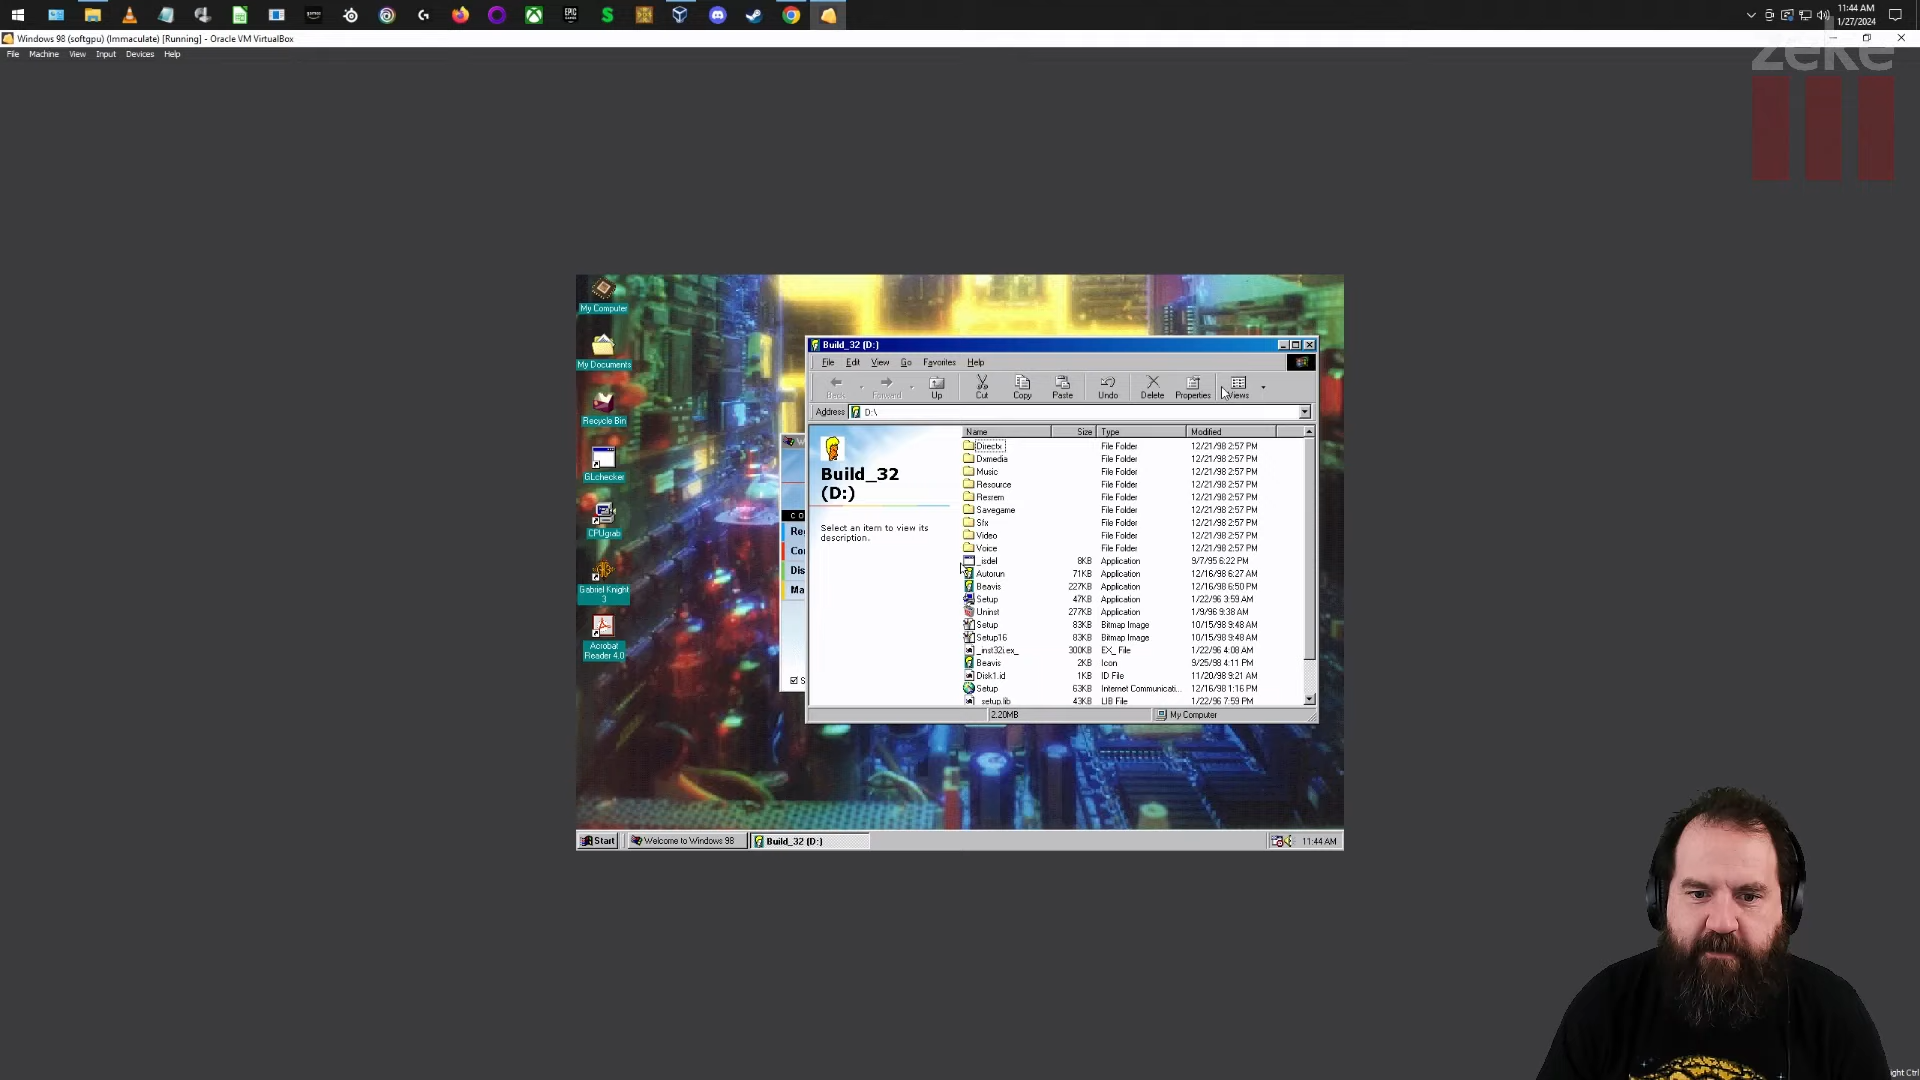 11:44 AM
1/27/2024
Windows 98 (softgpu) (Immaculate) [Running] - Oracle VM VirtualBox
File Machine View Input Devices Help
zeke
My Computer
My Documents
Recycle Bin
GLchecker
CPUgrab
Gabriel Knight
3
Acrobat
Reader 4.0
Build_32 (D:)
File Edit View Go Favorites Help
Back Forward Up Cut Copy Paste Undo Delete Properties Views
Address D:\
Build_32
(D:)
Select an item to view its
description.
Name Size Type Modified
Directx File Folder 12/21/98 2:57 PM
Dxmedia File Folder 12/21/98 2:57 PM
Music File Folder 12/21/98 2:57 PM
Resource File Folder 12/21/98 2:57 PM
Resrem File Folder 12/21/98 2:57 PM
Savegame File Folder 12/21/98 2:57 PM
Sfx File Folder 12/21/98 2:57 PM
Video File Folder 12/21/98 2:57 PM
Voice File Folder 12/21/98 2:57 PM
_isdel 8KB Application 9/7/95 6:22 PM
Autorun 71KB Application 12/16/98 6:27 AM
Beavis 227KB Application 12/16/98 6:50 PM
Setup 47KB Application 1/22/96 3:59 AM
Uninst 277KB Application 1/9/96 9:38 AM
Setup 83KB Bitmap Image 10/15/98 9:48 AM
Setup16 83KB Bitmap Image 10/15/98 9:48 AM
_inst32i.ex_ 300KB EX_ File 1/22/96 4:08 AM
Beavis 2KB Icon 9/25/98 4:11 PM
Disk1.id 1KB ID File 11/20/98 9:21 AM
Setup 63KB Internet Communicati... 12/16/98 1:16 PM
_setup.lib 43KB LIB File 1/22/96 7:59 PM
2.20MB My Computer
W
CO
Re
Co
Dis
Ma
S
Start Welcome to Windows 98 Build_32 (D:) 11:44 AM
ight Ctrl